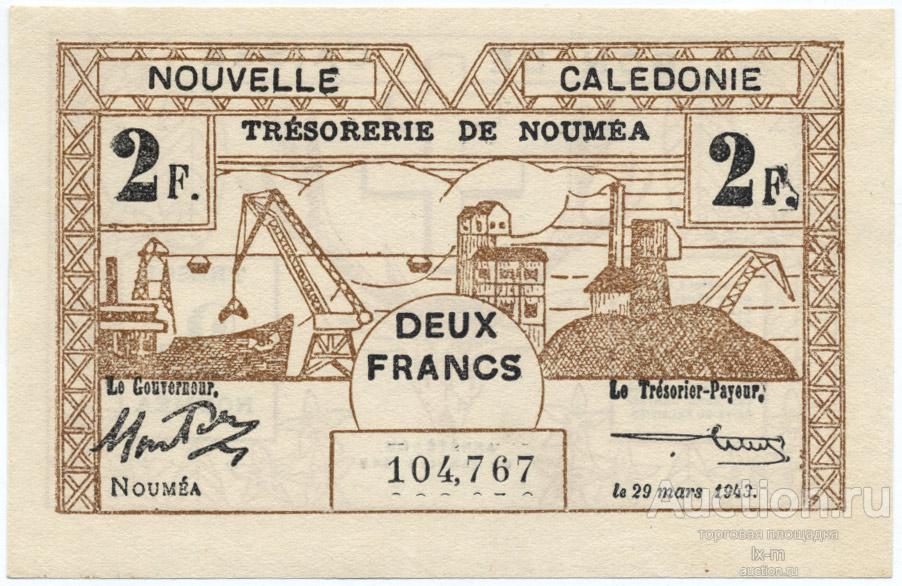 NOUVELLE CALEDONIE
TRÉSORERIE DE NOUMÉA
2F. 2F.
DEUX
FRANCS
Le Gouverneur, Le Trésorier-Payeur,
104,767
NOUMÉA le 29 mars 1943.
Auction.ru
торговая площадка
lx-m
auction.ru